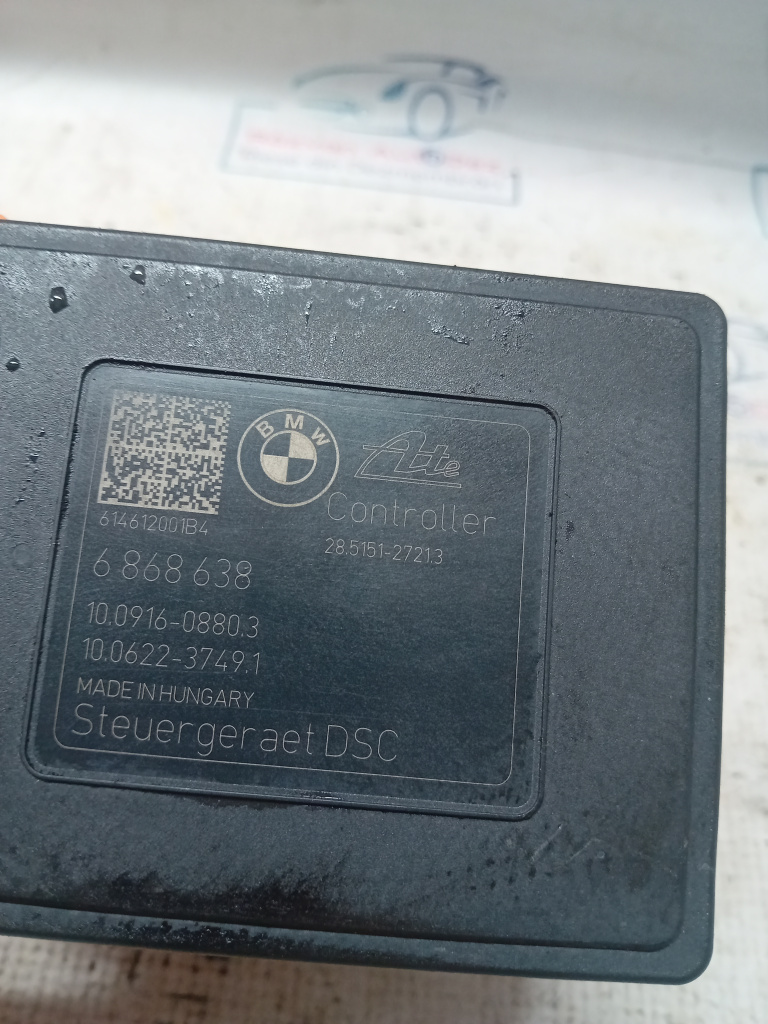 BMW
Ate
Controller
614612001B4
28.5151-2721.3
6 868 638
10.0916-0880.3
10.0622-3749.1
MADE IN HUNGARY
Steuergeraet DSC